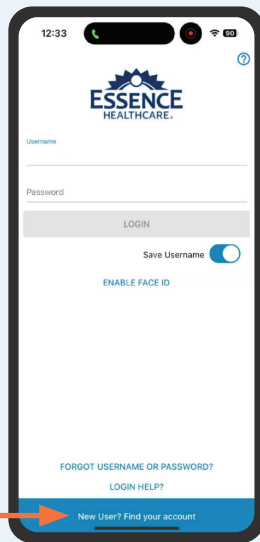 12:33
90
?
ESSENCE
HEALTHCARE.
Username
Password
LOGIN
Save Username
ENABLE FACE ID
FORGOT USERNAME OR PASSWORD?
LOGIN HELP?
New User? Find your account